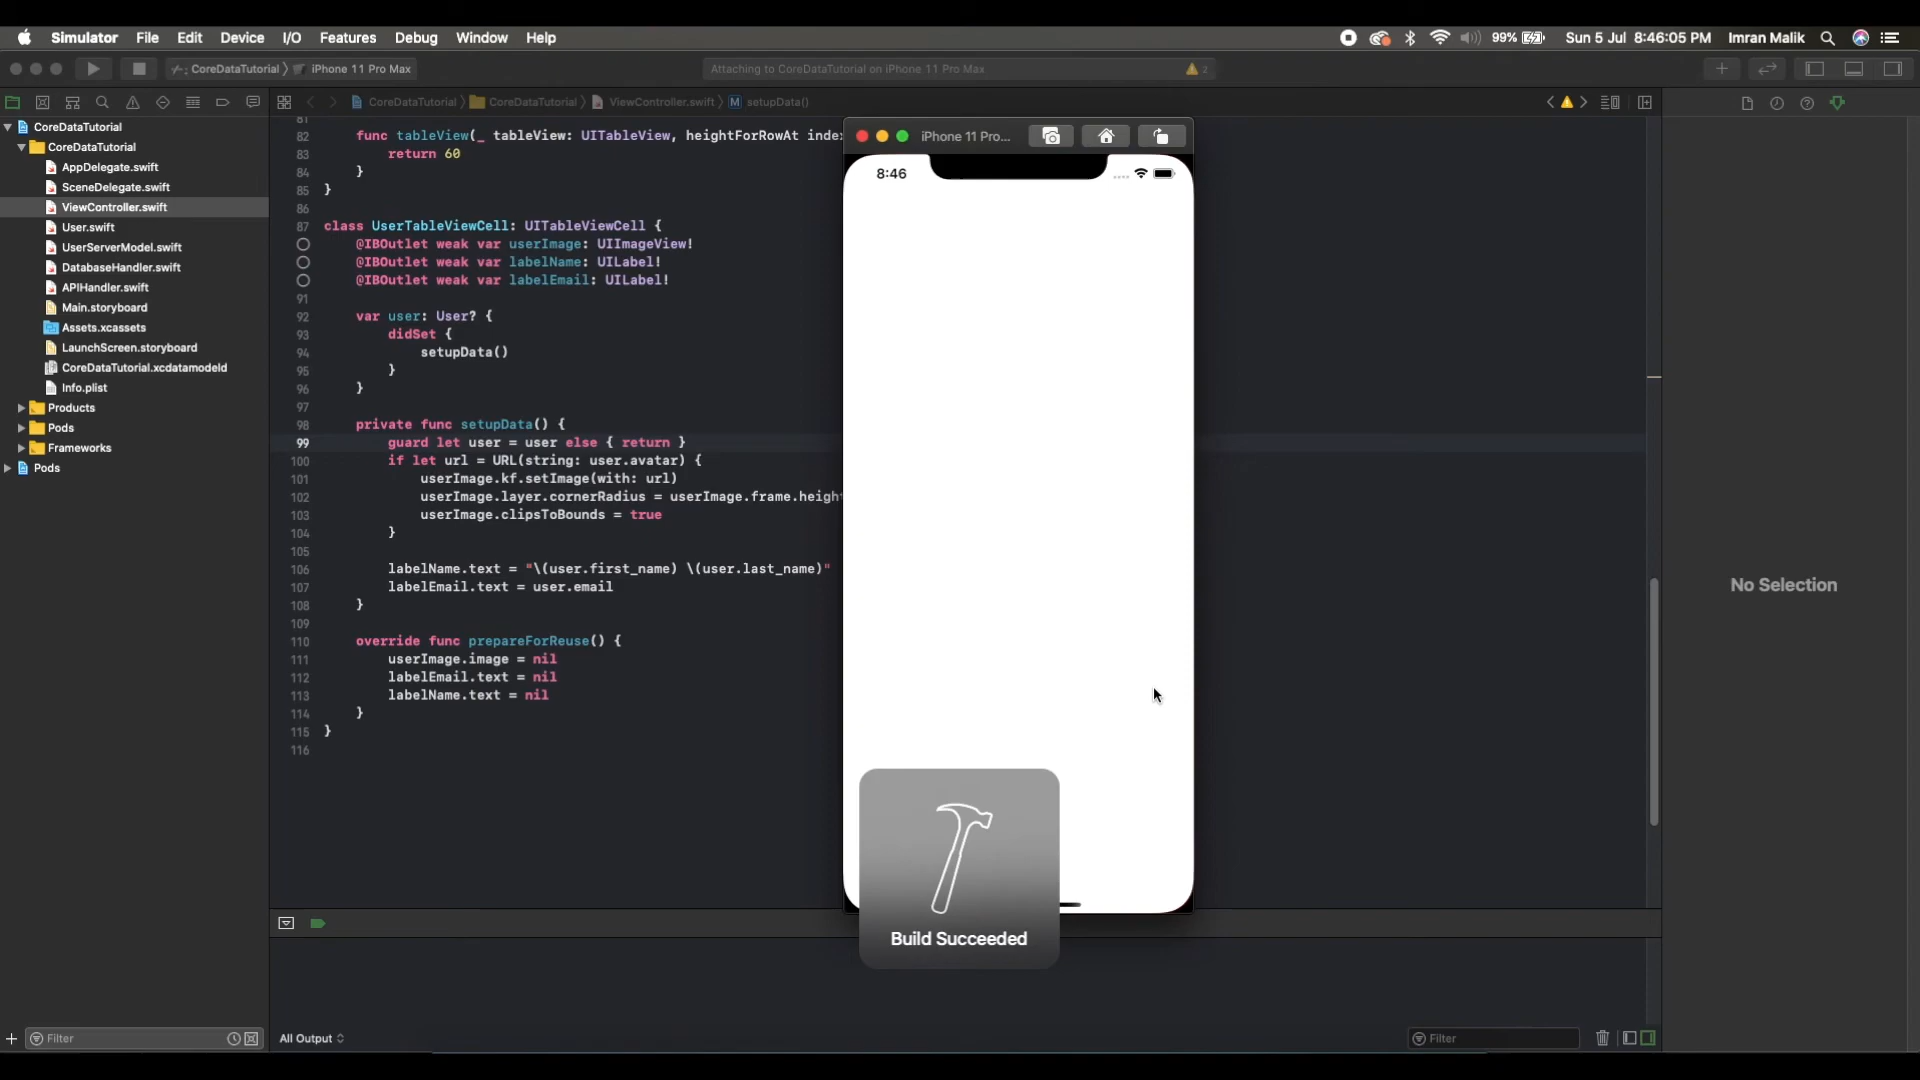 Simulator File Edit Device I/O Features Debug Window Help 99% Sun 5 Jul 8:46:05 PM Imran Malik
CoreDataTutorial iPhone 11 Pro Max Attaching to CoreDataTutorial on iPhone 11 Pro Max 2
CoreDataTutorial CoreDataTutorial ViewController.swift M setupData()
CoreDataTutorial
CoreDataTutorial
AppDelegate.swift
SceneDelegate.swift
ViewController.swift
User.swift
UserServerModel.swift
DatabaseHandler.swift
APIHandler.swift
Main.storyboard
Assets.xcassets
LaunchScreen.storyboard
CoreDataTutorial.xcdatamodeld
Info.plist
Products
Pods
Frameworks
Pods
Filter
81
82 func tableView(_ tableView: UITableView, heightForRowAt inde
83 return 60
84 }
85 }
86
87 class UserTableViewCell: UITableViewCell {
@IBOutlet weak var userImage: UIImageView!
@IBOutlet weak var labelName: UILabel!
@IBOutlet weak var labelEmail: UILabel!
91
92 var user: User? {
93 didSet {
94 setupData()
95 }
96 }
97
98 private func setupData() {
99 guard let user = user else { return }
100 if let url = URL(string: user.avatar) {
101 userImage.kf.setImage(with: url)
102 userImage.layer.cornerRadius = userImage.frame.heigh
103 userImage.clipsToBounds = true
104 }
105
106 labelName.text = "\(user.first_name) \(user.last_name)"
107 labelEmail.text = user.email
108 }
109
110 override func prepareForReuse() {
111 userImage.image = nil
112 labelEmail.text = nil
113 labelName.text = nil
114 }
115 }
116
iPhone 11 Pro...
8:46
Build Succeeded
No Selection
All Output
Filter